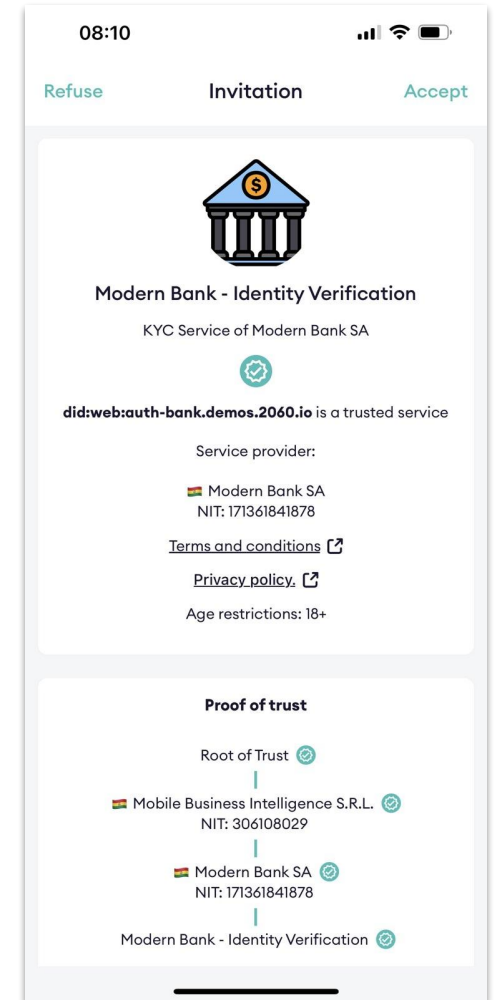 08:10
Refuse
Invitation
Accept
$
Modern Bank - Identity Verification
KYC Service of Modern Bank SA
did:web:auth-bank.demos.2060.io is a trusted service
Service provider:
Modern Bank SA
NIT: 171361841878
Terms and conditions
Privacy policy.
Age restrictions: 18+
Proof of trust
Root of Trust
Mobile Business Intelligence S.R.L.
NIT: 306108029
Modern Bank SA
NIT: 171361841878
Modern Bank - Identity Verification